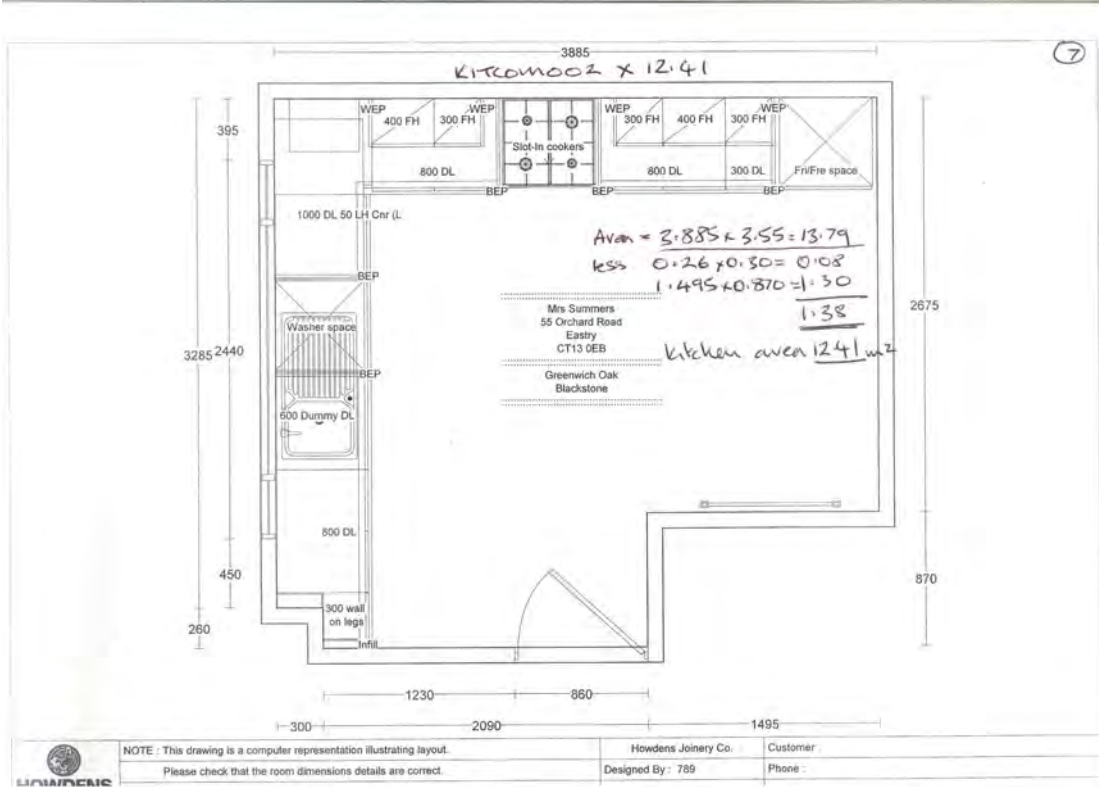 3885
KITCOMOO2 X 12.41
7
395
WEP
400 FH
WEP
300 FH
Slot-In cookers
WEP
300 FH
400 FH
WEP
300 FH
800 DL
BEP
BEP
800 DL
300 DL
BEP
Fri/Fre space
1000 DL 50 LH Cnr (L
BEP
Area = 3.885 x 3.55 = 13.79
less 0.26 x 0.30 = 0.08
1.495 x 0.870 = 1.30
1.38
Kitchen area 1241 m2
Mrs Summers
55 Orchard Road
Eastry
CT13 0EB
Greenwich Oak
Blackstone
Washer space
BEP
3285
2440
2675
600 Dummy DL
800 DL
450
870
300 wall
on legs
260
Infill
1230
860
300
2090
1495
HOWDENS
NOTE : This drawing is a computer representation illustrating layout.
Please check that the room dimensions details are correct.
Howdens Joinery Co.
Designed By : 789
Customer :
Phone :